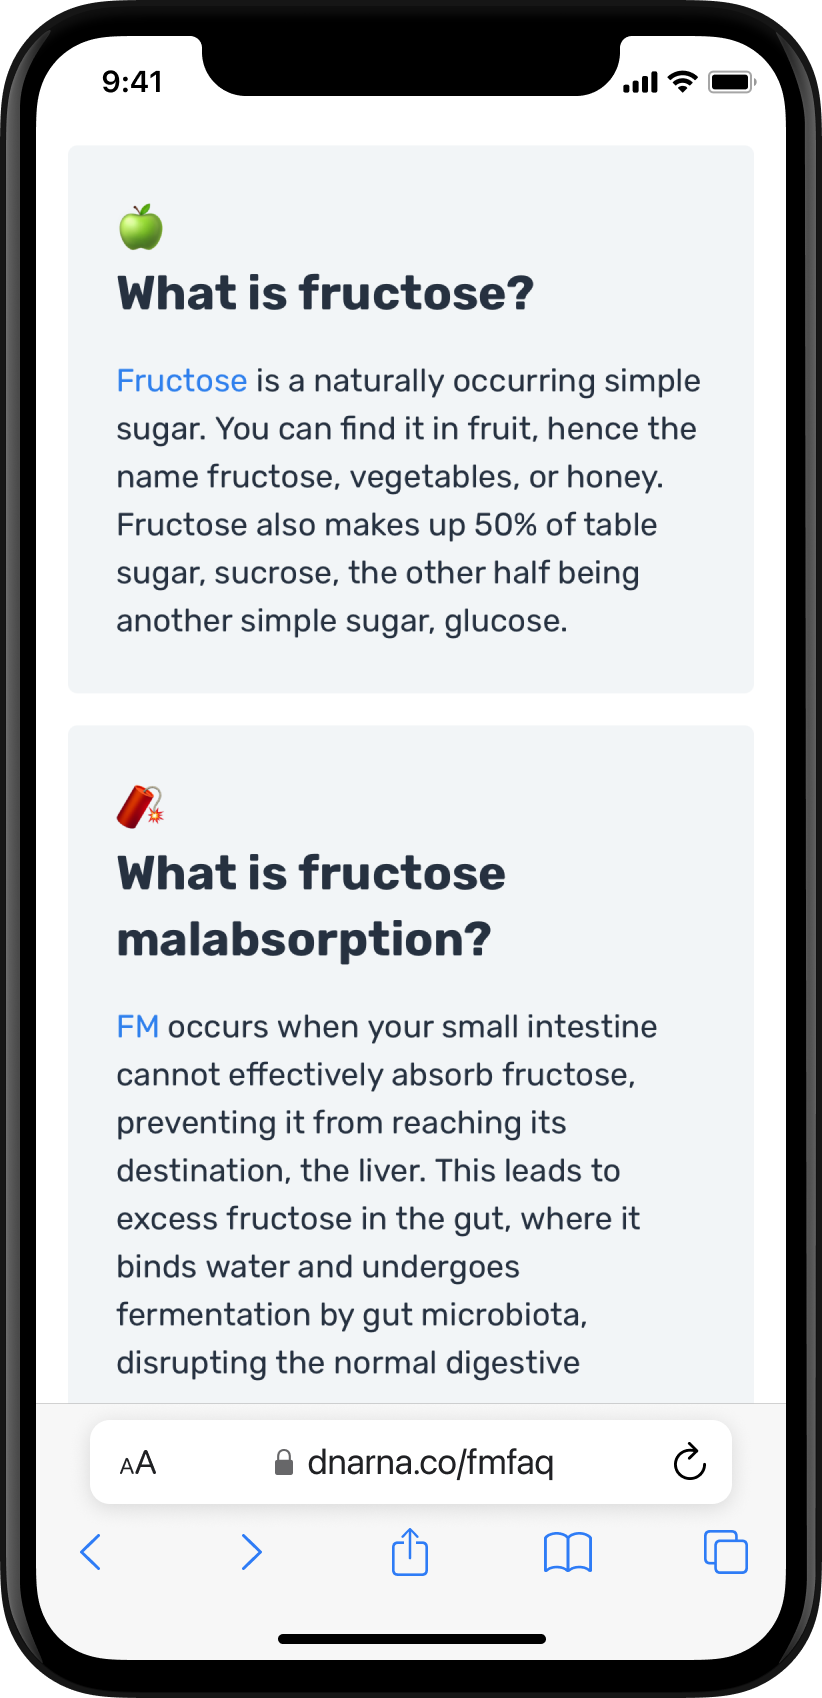 9:41
What is fructose?
Fructose is a naturally occurring simple
sugar. You can find it in fruit, hence the
name fructose, vegetables, or honey.
Fructose also makes up 50% of table
sugar, sucrose, the other half being
another simple sugar, glucose.
What is fructose
malabsorption?
FM occurs when your small intestine
cannot effectively absorb fructose,
preventing it from reaching its
destination, the liver. This leads to
excess fructose in the gut, where it
binds water and undergoes
fermentation by gut microbiota,
disrupting the normal digestive
AA dnarna.co/fmfaq